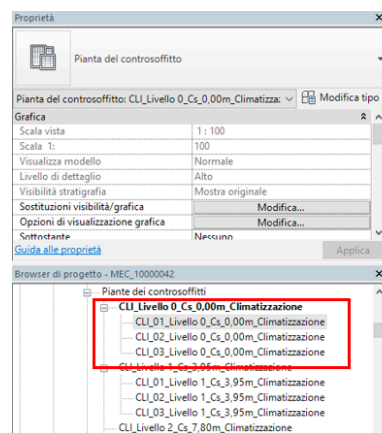 Proprietà
Pianta del controsoffitto
Pianta del controsoffitto: CLI_Livello 0_Cs_0,00m_Climatizza:
Modifica tipo
Grafica
Scala vista 1 : 100
Scala 1: 100
Visualizza modello Normale
Livello di dettaglio Alto
Visibilità stratigrafia Mostra originale
Sostituzioni visibilità/grafica Modifica...
Opzioni di visualizzazione grafica Modifica...
Sottostante Nessuno
Guida alle proprietà Applica
Browser di progetto - MEC_10000042
Piante dei controsoffitti
CLI_Livello 0_Cs_0,00m_Climatizzazione
CLI_01_Livello 0_Cs_0,00m_Climatizzazione
CLI_02_Livello 0_Cs_0,00m_Climatizzazione
CLI_03_Livello 0_Cs_0,00m_Climatizzazione
CLI_Livello 1_Cs_3,95m_Climatizzazione
CLI_01_Livello 1_Cs_3,95m_Climatizzazione
CLI_02_Livello 1_Cs_3,95m_Climatizzazione
CLI_03_Livello 1_Cs_3,95m_Climatizzazione
CLI_Livello 2_Cs_7,80m_Climatizzazione